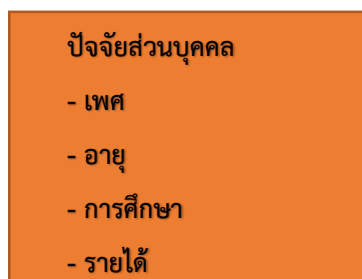 ปัจจัยส่วนบุคคล
- เพศ
- อายุ
- การศึกษา
- รายได้